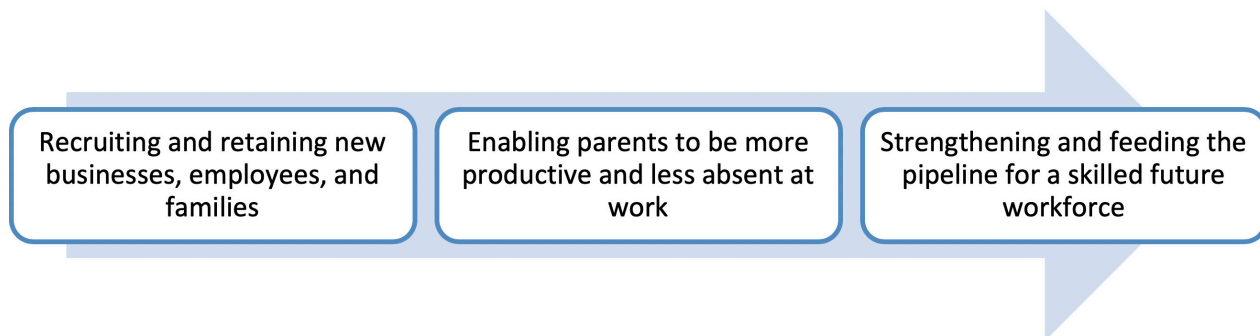 Recruiting and retaining new
businesses, employees, and
families
Enabling parents to be more
productive and less absent at
work
Strengthening and feeding the
pipeline for a skilled future
workforce